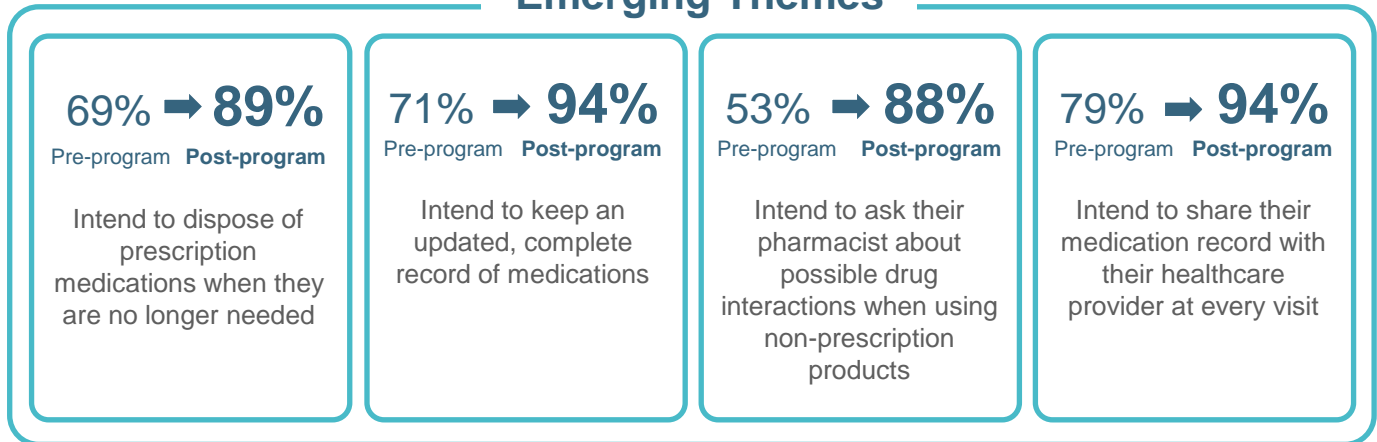 Emerging Themes
69% ➡ 89%
Pre-program Post-program
Intend to dispose of
prescription
medications when they
are no longer needed
71% ➡ 94%
Pre-program Post-program
Intend to keep an
updated, complete
record of medications
53% ➡ 88%
Pre-program Post-program
Intend to ask their
pharmacist about
possible drug
interactions when using
non-prescription
products
79% ➡ 94%
Pre-program Post-program
Intend to share their
medication record with
their healthcare
provider at every visit